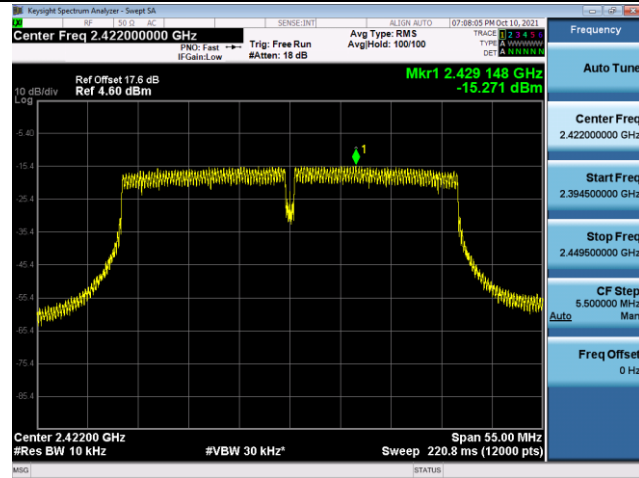 Keysight Spectrum Analyzer - Swept SA
RF 50 Ω AC SENSE:INT ALIGN AUTO 07:08:05 PM Oct 10, 2021
Center Freq 2.422000000 GHz
PNO: Fast
IFGain:Low
Trig: Free Run
#Atten: 18 dB
Avg Type: RMS
Avg|Hold: 100/100
TRACE 1 2 3 4 5 6
TYPE A WWWWW
DET A N N N N N
Ref Offset 17.6 dB
10 dB/div Ref 4.60 dBm
Log
Mkr1 2.429 148 GHz
-15.271 dBm
1
-5.40
-15.4
-25.4
-35.4
-45.4
-55.4
-65.4
-75.4
-85.4
Center 2.42200 GHz
#Res BW 10 kHz
#VBW 30 kHz*
Span 55.00 MHz
Sweep 220.8 ms (12000 pts)
MSG
STATUS
Frequency
Auto Tune
Center Freq
2.422000000 GHz
Start Freq
2.394500000 GHz
Stop Freq
2.449500000 GHz
CF Step
5.500000 MHz
Auto Man
Freq Offset
0 Hz